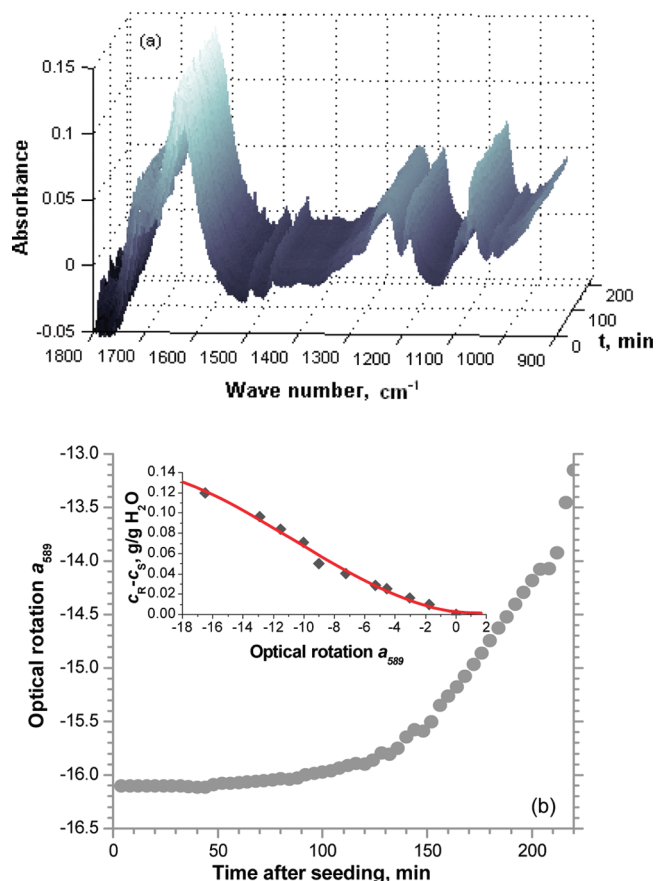 (a)
0.15
0.1
0.05
0
-0.05
Absorbance
1800 1700 1600 1500 1400 1300 1200 1100 1000 900
Wave number, cm⁻¹
200
100
0
t, min
-13.0
-13.5
-14.0
-14.5
-15.0
-15.5
-16.0
-16.5
Optical rotation a₅₈₉
0.14
0.12
0.10
0.08
0.06
0.04
0.02
0.00
c_R-c_S, g/g H₂O
-18 -16 -14 -12 -10 -8 -6 -4 -2 0 2
Optical rotation a₅₈₉
(b)
0 50 100 150 200
Time after seeding, min